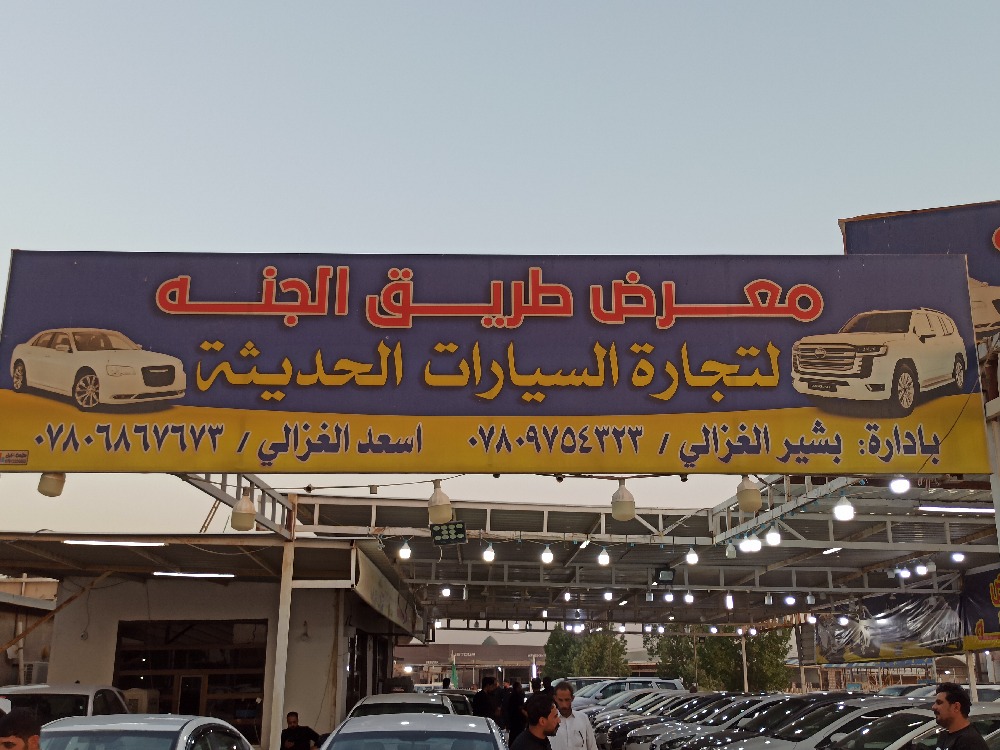 معرض طريق الجنه
لتجارة السيارات الحديثة
بادارة: بشير الغزالي / ٠٧٨٠٩٧٥٤٣٢٣ اسعد الغزالي / ٠٧٨٠٦٨٦٧٦٧٣